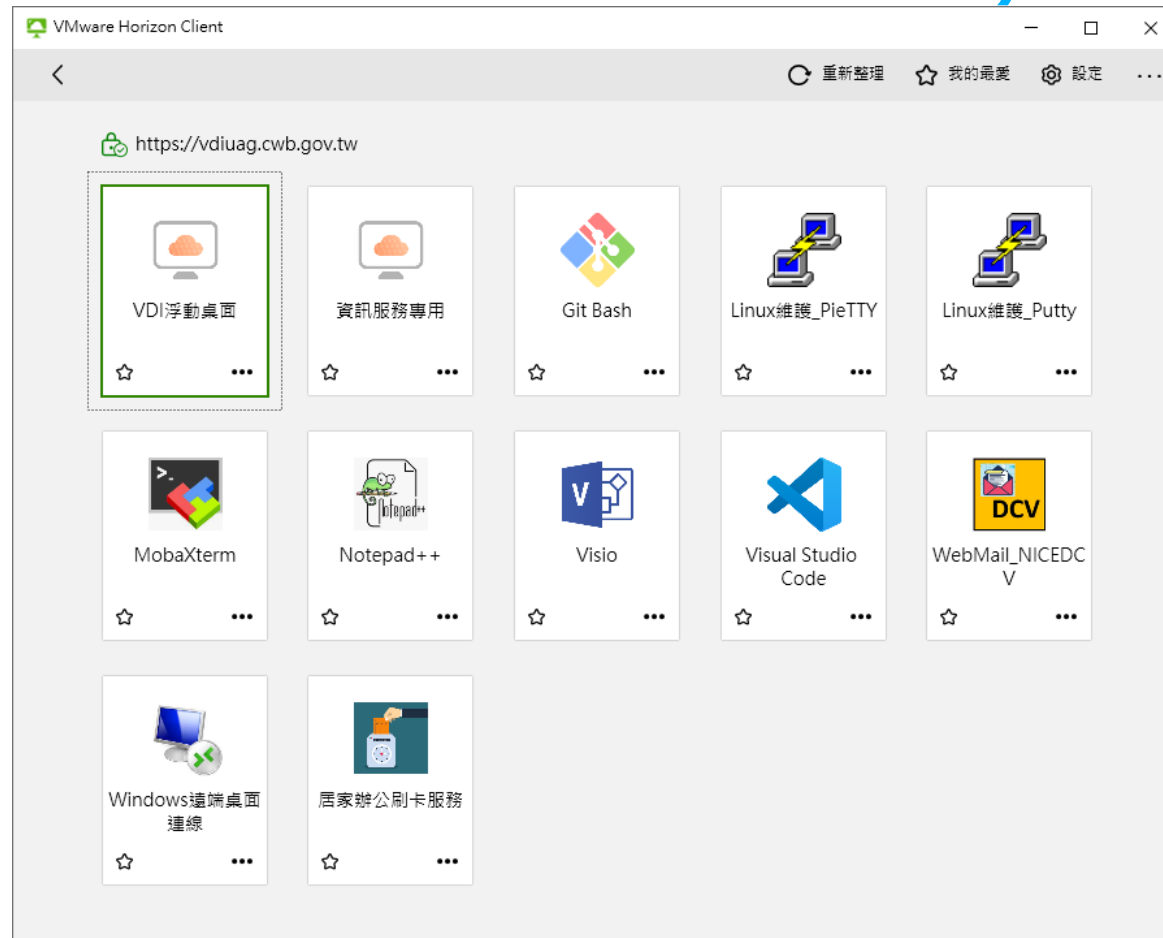 VMware Horizon Client
重新整理 我的最愛 設定 ...
https://vdiuag.cwb.gov.tw
VDI浮動桌面
資訊服務專用
Git Bash
Linux維護_PieTTY
Linux維護_Putty
MobaXterm
Notepad++
Notepad++
V
Visio
Visual Studio
Code
DCV
WebMail_NICEDC
V
Windows遠端桌面
連線
居家辦公刷卡服務